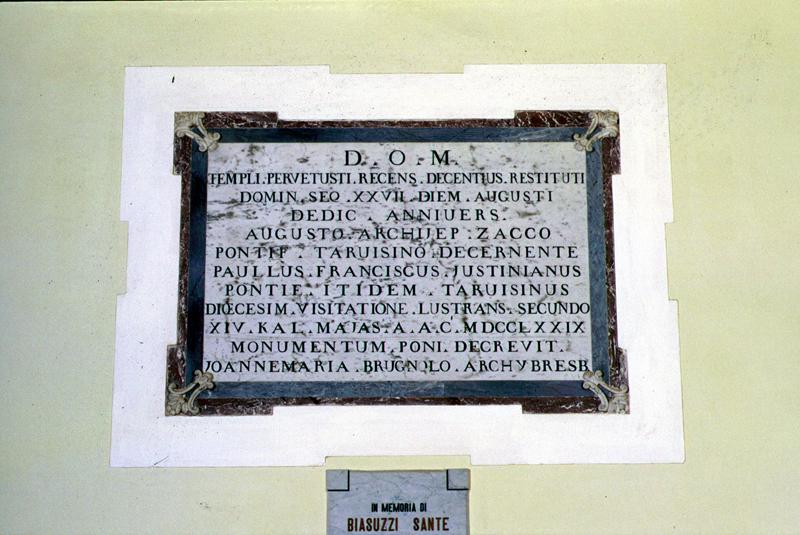 D . O . M .
TEMPLI . PERVETUSTI . RECENS . DECENTIUS . RESTITUTI
DOMIN . SEQ . XXVII . DIEM . AUGUSTI
DEDIC . ANNIUERS .
AUGUSTO . ARCHIJEP . ZACCO
PONTIF . TARUISINO . DECERNENTE
PAULLUS . FRANCISCUS . JUSTINIANUS
PONTIF . ITIDEM . TARUISINUS
DIŒCESIM . VISITATIONE . LUSTRANS . SECUNDO
XIV . KAL . MAJAS . A . A . C . MDCCLXXIX
MONUMENTUM . PONI . DECREVIT .
JOANNEMARIA . BRUGNOLO . ARCHYBRESB
IN MEMORIA DI
BIASUZZI SANTE